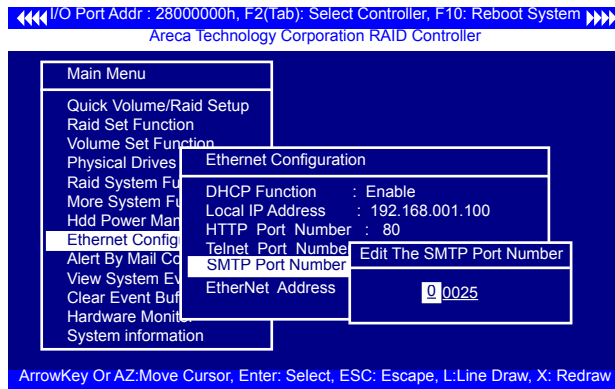 I/O Port Addr : 28000000h, F2(Tab): Select Controller, F10: Reboot System
Areca Technology Corporation RAID Controller
Main Menu
Quick Volume/Raid Setup
Raid Set Function
Volume Set Function
Physical Drives
Raid System Fu
More System Fu
Hdd Power Man
Ethernet Config
Alert By Mail Co
View System Ev
Clear Event Buf
Hardware Monito
System information
Ethernet Configuration
DHCP Function : Enable
Local IP Address : 192.168.001.100
HTTP Port Number : 80
Telnet Port Numbe
SMTP Port Number
EtherNet Address
Edit The SMTP Port Number
0 0025
ArrowKey Or AZ:Move Cursor, Enter: Select, ESC: Escape, L:Line Draw, X: Redraw